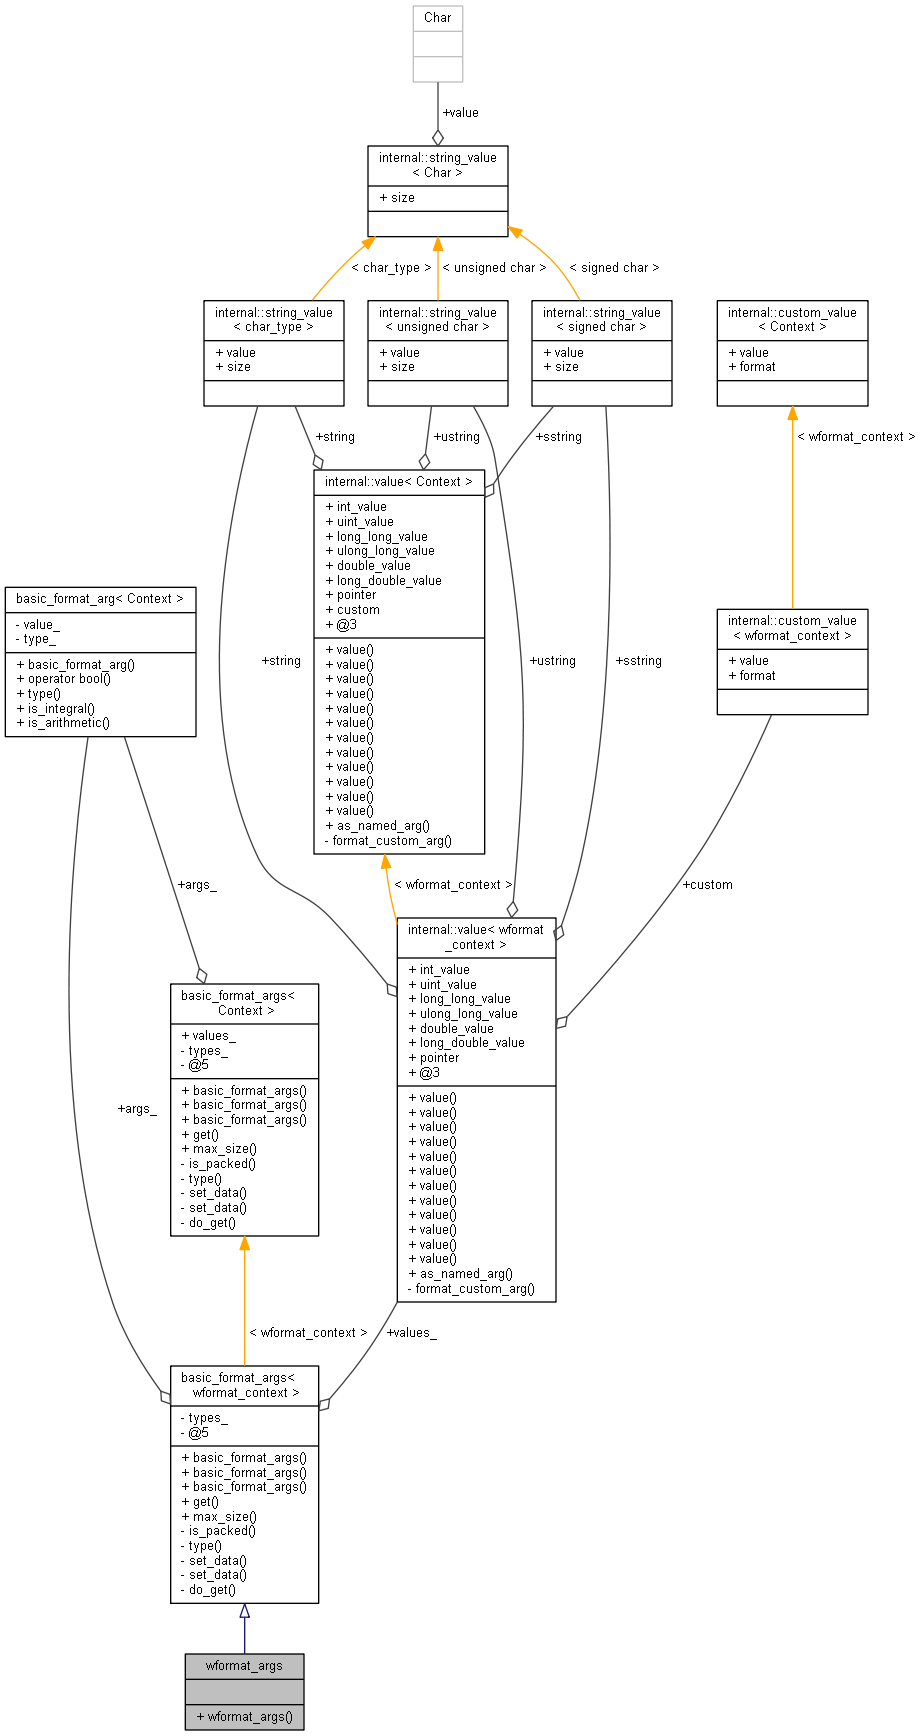 Char
+value
internal::string_value
< Char >
+ size
< char_type >
< unsigned char >
< signed char >
internal::string_value
< char_type >
+ value
+ size
internal::string_value
< unsigned char >
+ value
+ size
internal::string_value
< signed char >
+ value
+ size
internal::custom_value
< Context >
+ value
+ format
+string
+ustring
+sstring
< wformat_context >
internal::value< Context >
+ int_value
+ uint_value
+ long_long_value
+ ulong_long_value
+ double_value
+ long_double_value
+ pointer
+ custom
+ @3
+ value()
+ value()
+ value()
+ value()
+ value()
+ value()
+ value()
+ value()
+ value()
+ value()
+ value()
+ value()
+ as_named_arg()
- format_custom_arg()
basic_format_arg< Context >
- value_
- type_
+ basic_format_arg()
+ operator bool()
+ type()
+ is_integral()
+ is_arithmetic()
+string
+ustring
+sstring
internal::custom_value
< wformat_context >
+ value
+ format
+args_
< wformat_context >
+custom
internal::value< wformat
_context >
+ int_value
+ uint_value
+ long_long_value
+ ulong_long_value
+ double_value
+ long_double_value
+ pointer
+ @3
+ value()
+ value()
+ value()
+ value()
+ value()
+ value()
+ value()
+ value()
+ value()
+ value()
+ value()
+ value()
+ as_named_arg()
- format_custom_arg()
basic_format_args<
Context >
+ values_
- types_
- @5
+ basic_format_args()
+ basic_format_args()
+ basic_format_args()
+ get()
+ max_size()
- is_packed()
- type()
- set_data()
- set_data()
- do_get()
+args_
< wformat_context >
+values_
basic_format_args<
wformat_context >
- types_
- @5
+ basic_format_args()
+ basic_format_args()
+ basic_format_args()
+ get()
+ max_size()
- is_packed()
- type()
- set_data()
- set_data()
- do_get()
wformat_args
+ wformat_args()